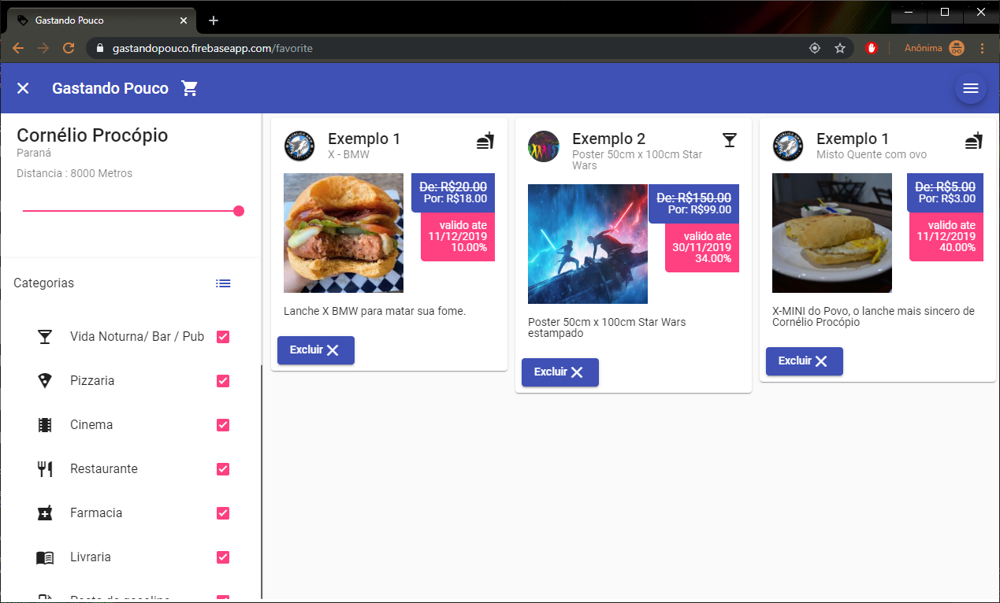 Gastando Pouco
gastandopouco.firebaseapp.com/favorite
Anônima
Gastando Pouco
Cornélio Procópio
Paraná
Distancia : 8000 Metros
Categorias
Vida Noturna/ Bar / Pub
Pizzaria
Cinema
Restaurante
Farmacia
Livraria
Exemplo 1
X - BMW
De: R$20.00
Por: R$18.00
valido ate
11/12/2019
10.00%
Lanche X BMW para matar sua fome.
Excluir
Exemplo 2
Poster 50cm x 100cm Star
Wars
De: R$150.00
Por: R$99.00
valido ate
30/11/2019
34.00%
Poster 50cm x 100cm Star Wars
estampado
Excluir
Exemplo 1
Misto Quente com ovo
De: R$5.00
Por: R$3.00
valido ate
11/12/2019
40.00%
X-MINI do Povo, o lanche mais sincero de
Cornélio Procópio
Excluir